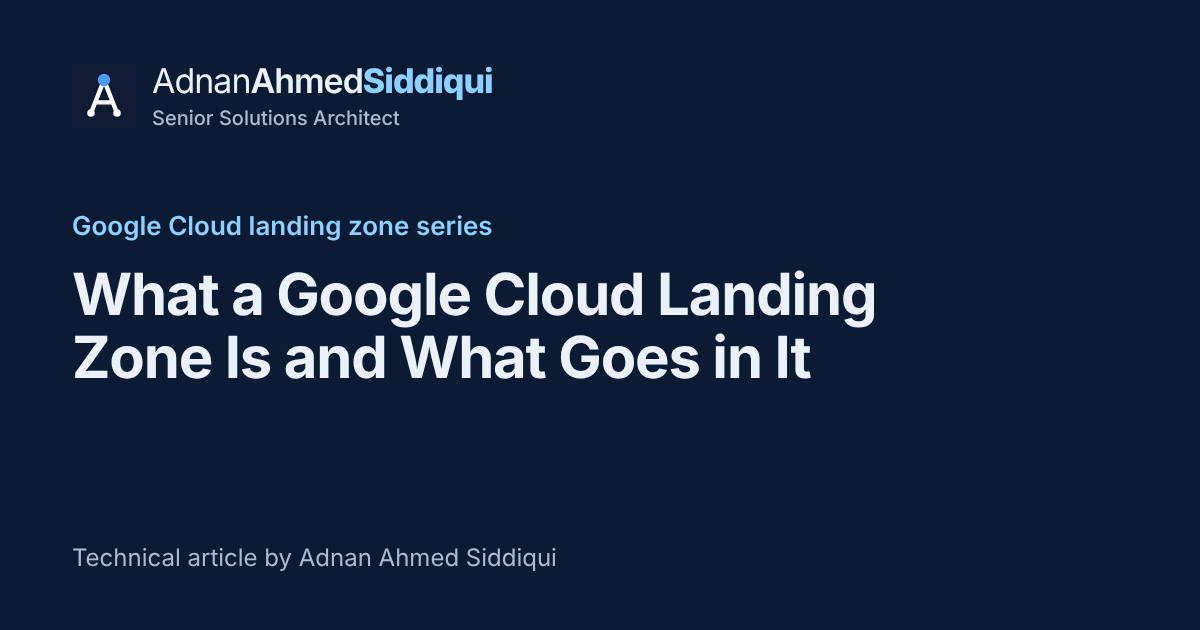 AdnanAhmedSiddiqui
Senior Solutions Architect
Google Cloud landing zone series
What a Google Cloud Landing
Zone Is and What Goes in It
Technical article by Adnan Ahmed Siddiqui